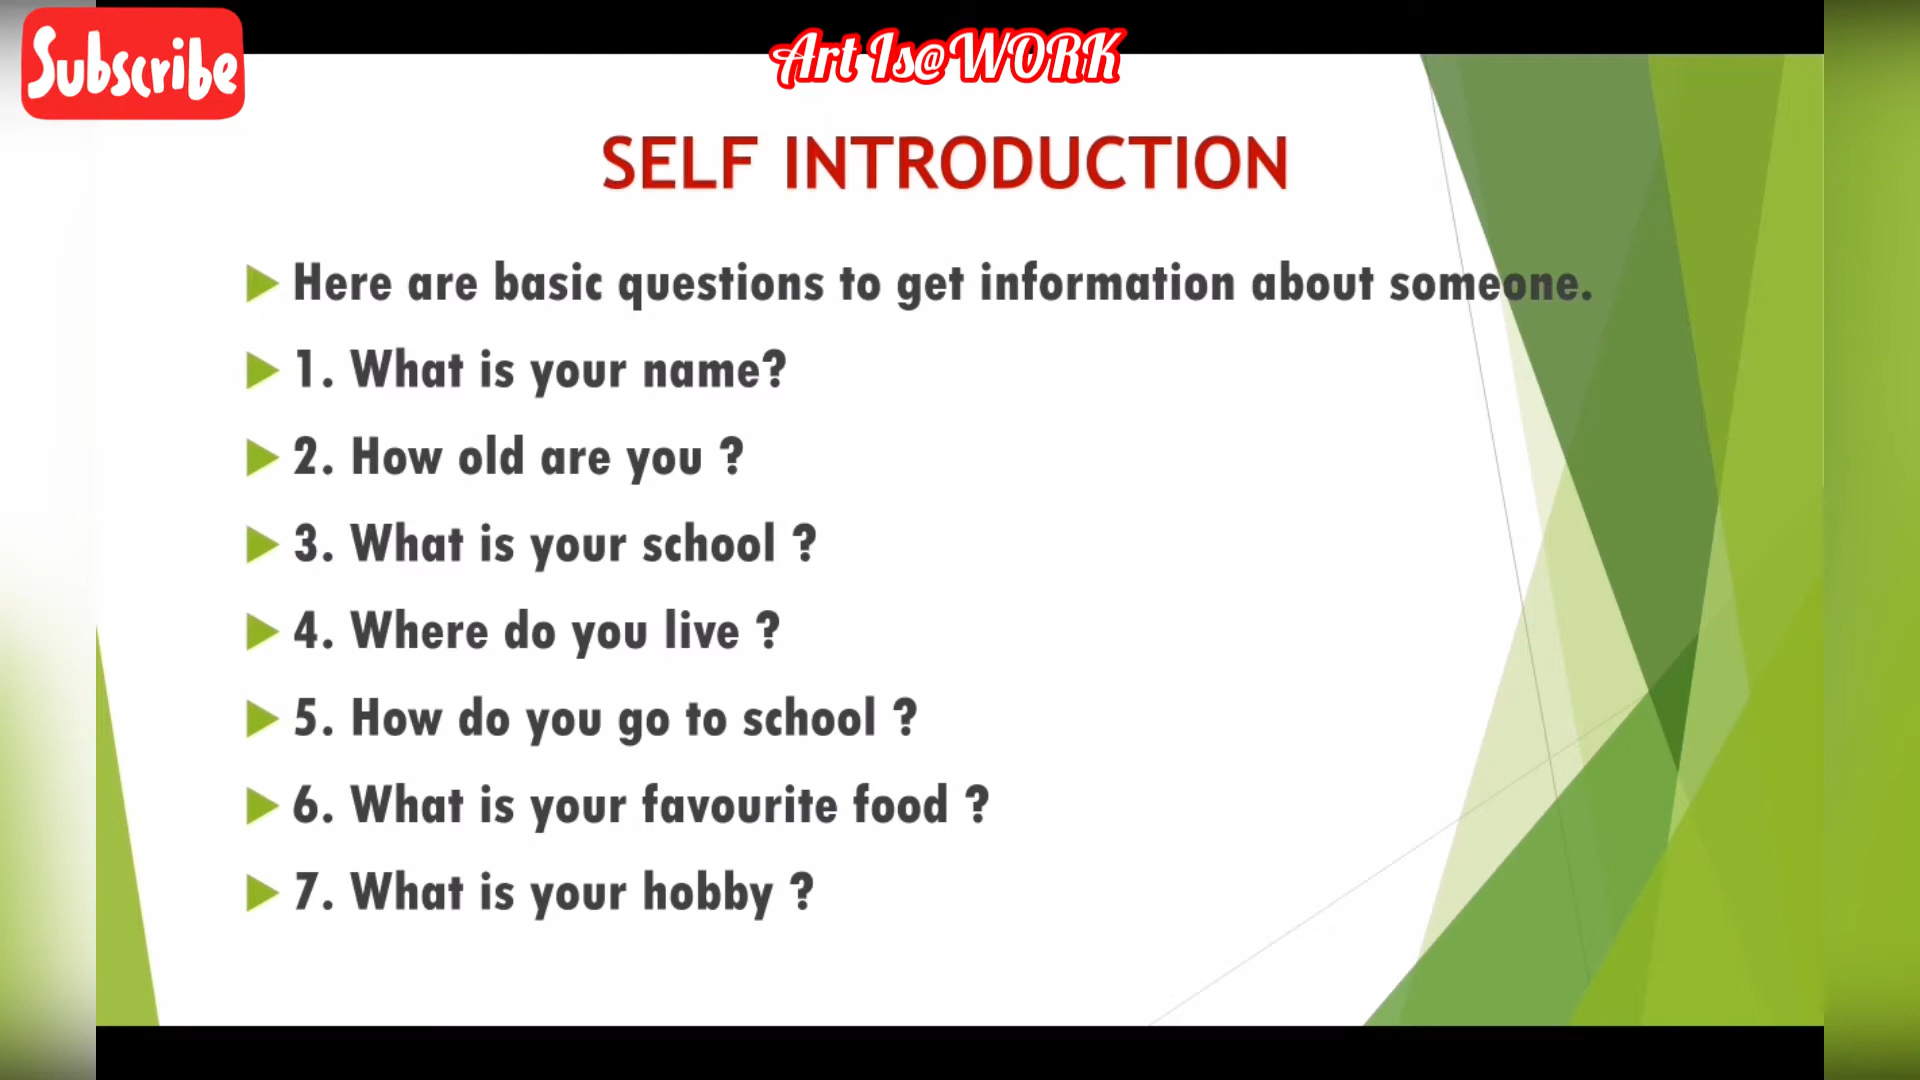 Subscribe
Art Is@WORK
SELF INTRODUCTION
Here are basic questions to get information about someone.
1. What is your name?
2. How old are you ?
3. What is your school ?
4. Where do you live ?
5. How do you go to school ?
6. What is your favourite food ?
7. What is your hobby ?